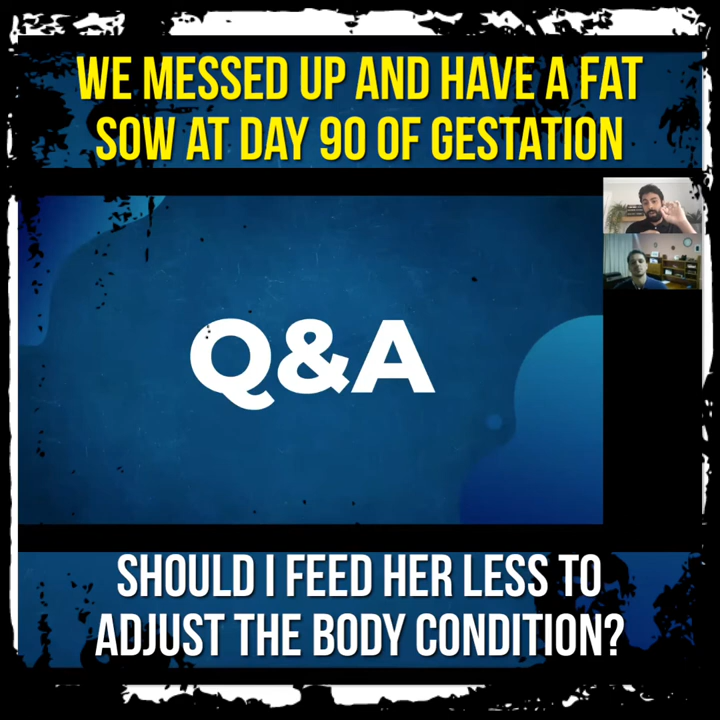 WE MESSED UP AND HAVE A FAT
SOW AT DAY 90 OF GESTATION
Q&A
SHOULD I FEED HER LESS TO
ADJUST THE BODY CONDITION?